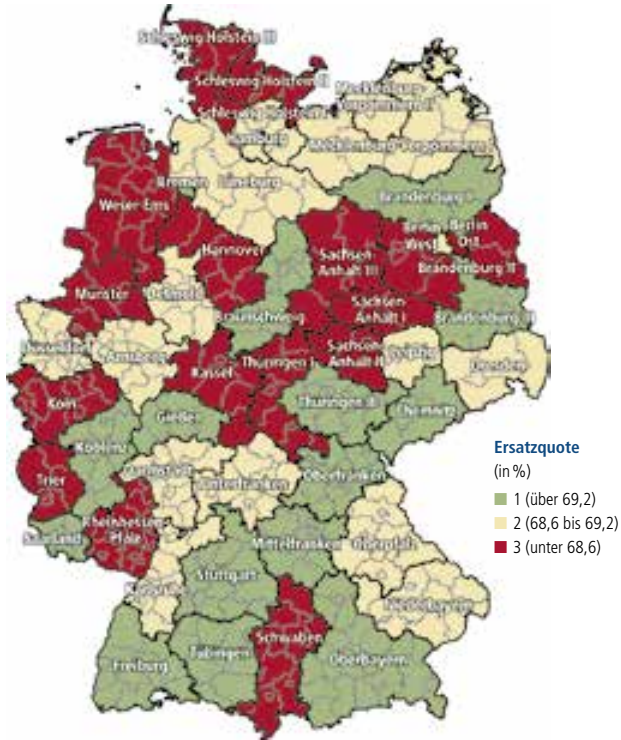 Schleswig Holstein III
Schleswig Holstein II
Schleswig Holstein I
Mecklenburg-
Vorpommern I
Hamburg
Mecklenburg-Vorpommern
Bremen
Lüneburg
Brandenburg I
Weser-Ems
Hannover
Berlin
West
Berlin
Ost
Sachsen-
Anhalt III
Brandenburg II
Münster
Detmold
Sachsen-
Anhalt I
Braunschweig
Brandenburg III
Düsseldorf
Arnsberg
Kassel
Thüringen I
Sachsen-
Anhalt II
Leipzig
Dresden
Köln
Gießen
Thüringen II
Chemnitz
Koblenz
Trier
Darmstadt
Unterfranken
Oberfranken
Rheinhessen-
Pfalz
Saarland
Mittelfranken
Oberpfalz
Karlsruhe
Stuttgart
Niederbayern
Schwaben
Freiburg
Tübingen
Oberbayern
Ersatzquote
(in %)
1 (über 69,2)
2 (68,6 bis 69,2)
3 (unter 68,6)